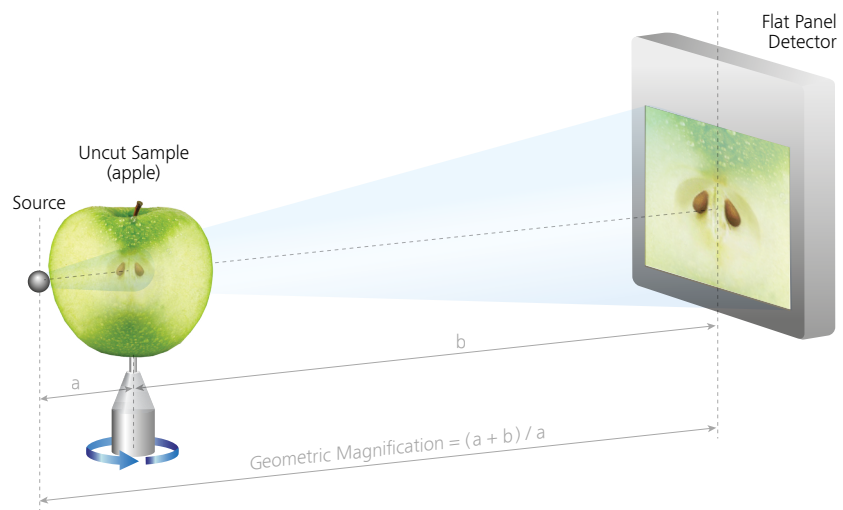 Flat Panel
Detector
Uncut Sample
(apple)
Source
b
a
Geometric Magnification = (a + b) / a